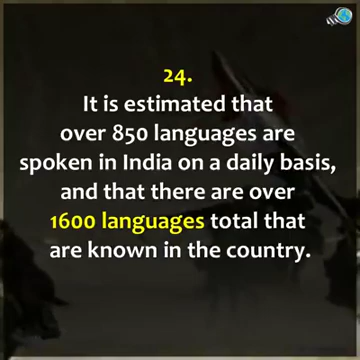 24.
It is estimated that
over 850 languages are
spoken in India on a daily basis,
and that there are over
1600 languages total that
are known in the country.